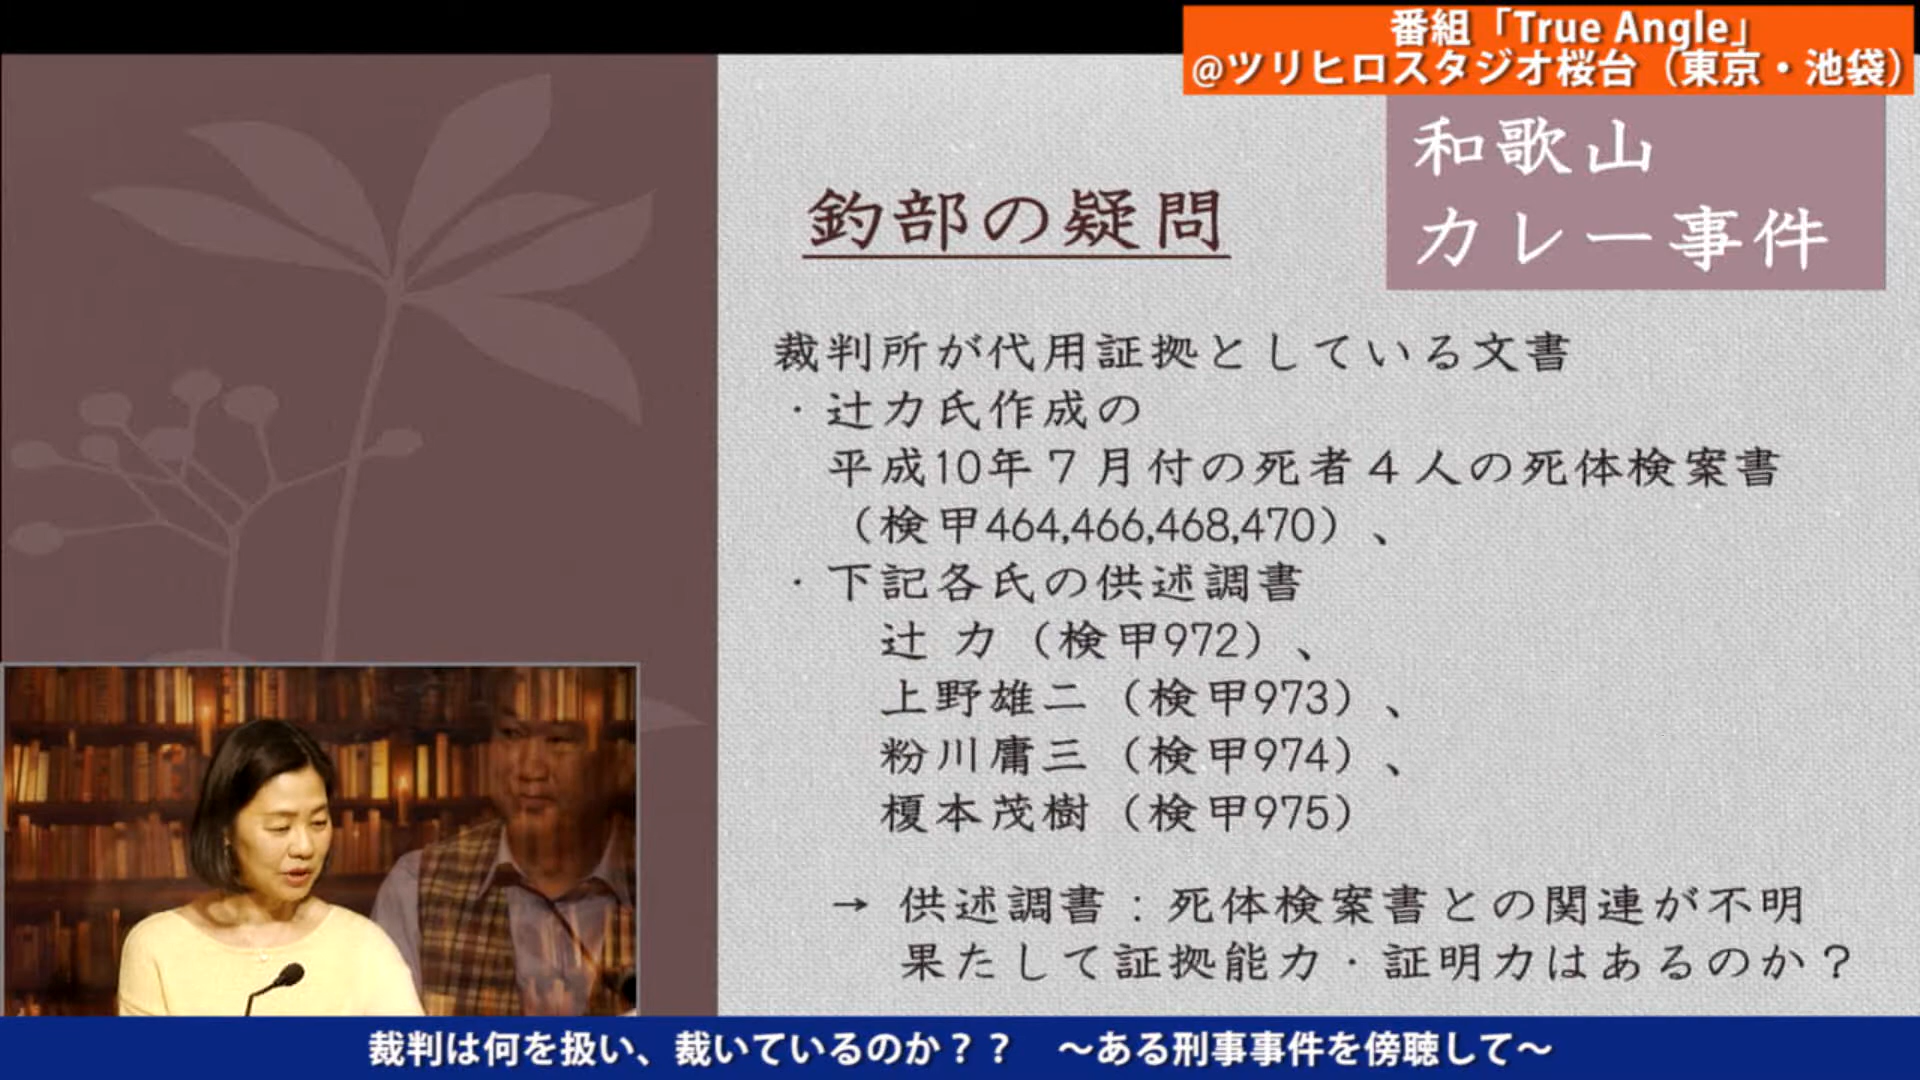 番組「True Angle」
@ツリヒロスタジオ桜台（東京・池袋）
和歌山
カレー事件
釣部の疑問
裁判所が代用証拠としている文書
・辻力氏作成の
平成10年７月付の死者４人の死体検案書
（検甲464,466,468,470）、
・下記各氏の供述調書
辻 力（検甲972）、
上野雄二（検甲973）、
粉川庸三（検甲974）、
榎本茂樹（検甲975）
→ 供述調書：死体検案書との関連が不明
果たして証拠能力・証明力はあるのか？
裁判は何を扱い、裁いているのか？？　～ある刑事事件を傍聴して～